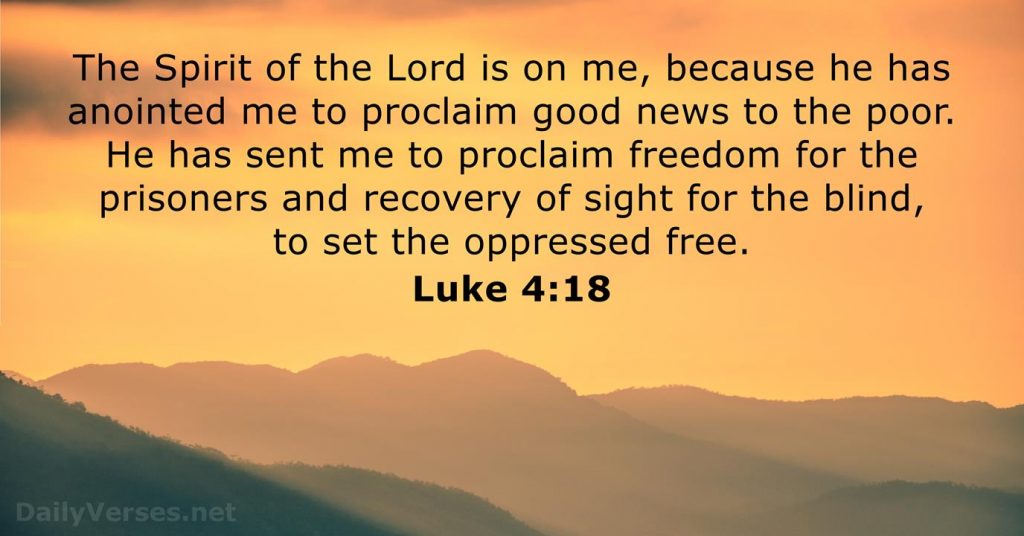 The Spirit of the Lord is on me, because he has
anointed me to proclaim good news to the poor.
He has sent me to proclaim freedom for the
prisoners and recovery of sight for the blind,
to set the oppressed free.
Luke 4:18
DailyVerses.net